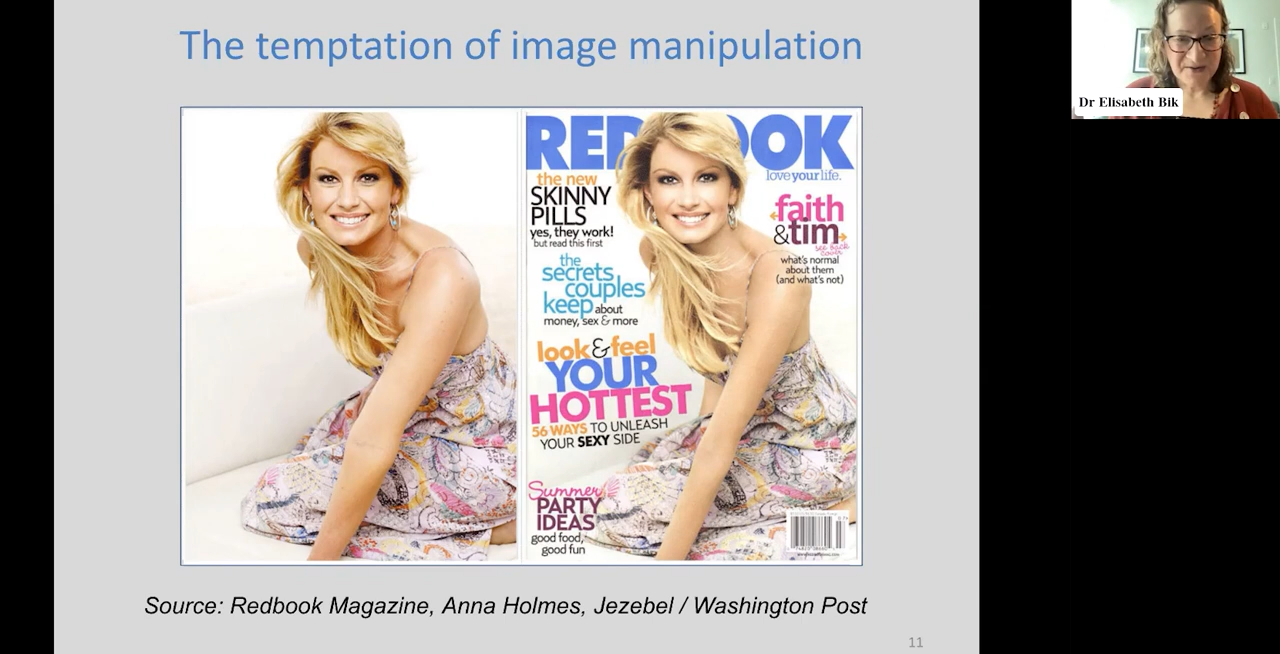 The temptation of image manipulation
Dr Elisabeth Bik
REDBOOK
love your life.
the new
SKINNY
PILLS
yes, they work!
but read this first
the
secrets
couples
keep about
money, sex & more
look & feel
YOUR
HOTTEST
56 WAYS TO UNLEASH
YOUR SEXY SIDE
Summer
PARTY
IDEAS
good food,
good fun
faith
& tim
see back
cover
what's normal
about them
(and what's not)
Source: Redbook Magazine, Anna Holmes, Jezebel / Washington Post
11